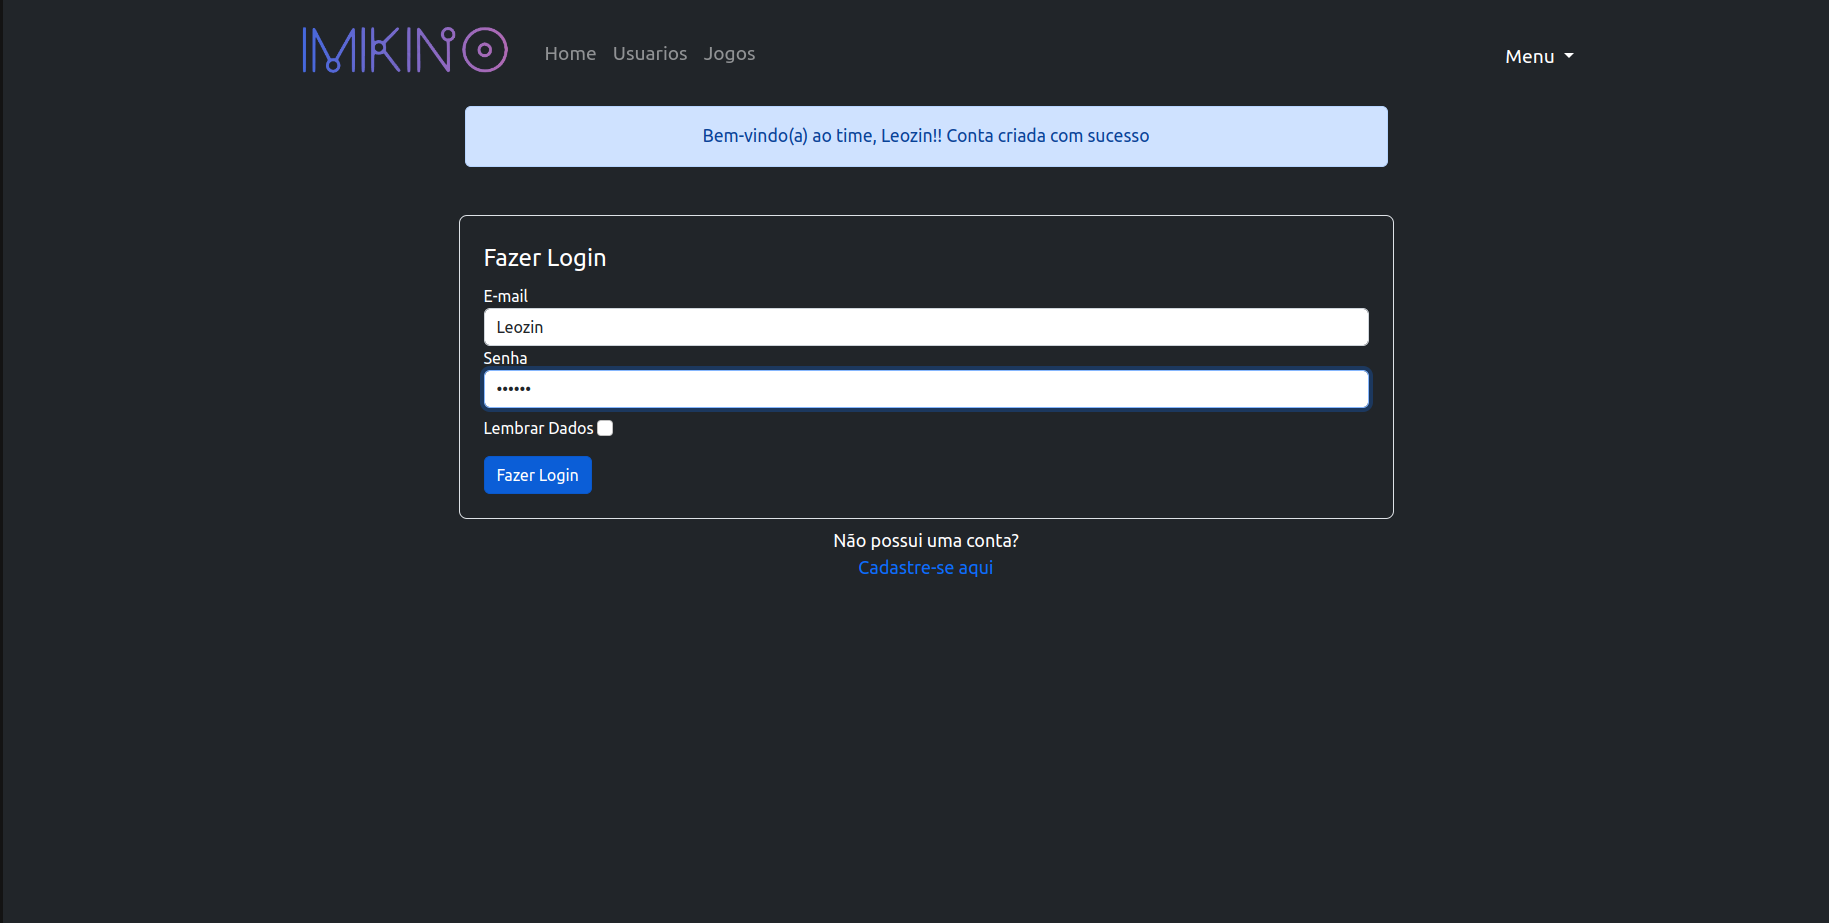 IMKINO
Home Usuarios Jogos
Menu
Bem-vindo(a) ao time, Leozin!! Conta criada com sucesso
Fazer Login
E-mail
Leozin
Senha
••••••
Lembrar Dados
Fazer Login
Não possui uma conta?
Cadastre-se aqui